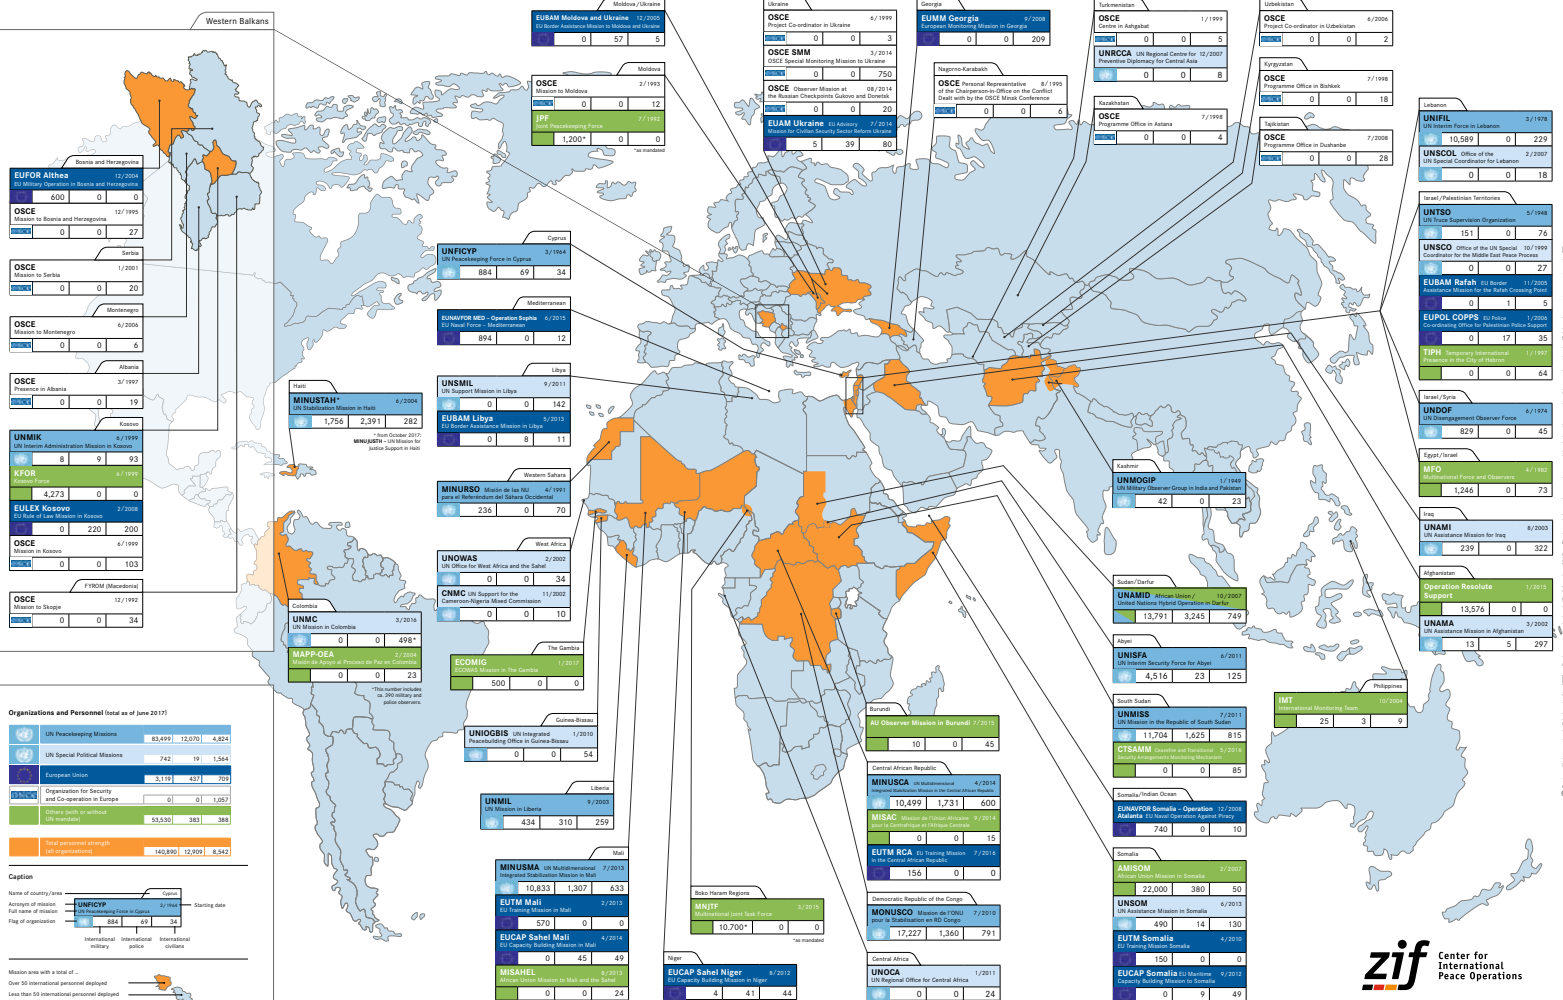 Western Balkans
Bosnia and Herzegovina
EUFOR Althea 12/2004
EU Military Operation in Bosnia and Herzegovina
600 0 0
OSCE 12/1995
Mission to Bosnia and Herzegovina
0 0 27
Serbia
OSCE 1/2001
Mission to Serbia
0 0 20
Montenegro
OSCE 6/2006
Mission to Montenegro
0 0 6
Albania
OSCE 3/1997
Presence in Albania
0 0 19
Kosovo
UNMIK 6/1999
UN Interim Administration Mission in Kosovo
8 9 93
KFOR 6/1999
Kosovo Force
4,273 0 0
EULEX Kosovo 2/2008
EU Rule of Law Mission in Kosovo
0 220 200
OSCE 6/1999
Mission in Kosovo
0 0 103
FYROM (Macedonia)
OSCE 12/1992
Mission to Skopje
0 0 34
Organizations and Personnel (total as of June 2017)
UN Peacekeeping Missions 83,499 12,070 4,824
UN Special Political Missions 742 19 1,564
European Union 3,119 437 709
Organization for Security
and Co-operation in Europe 0 0 1,057
Others (with or without
UN mandate) 53,530 383 388
Total personnel strength
(all organizations) 140,890 12,909 8,542
Caption
Name of country/area
Cyprus
Acronym of mission
Full name of mission
UNFICYP 3/1964
UN Peacekeeping Force in Cyprus
Starting date
Flag of organization
884 69 34
International military
International police
International civilians
Mission area with a total of ...
Over 50 international personnel deployed
Less than 50 international personnel deployed
Haiti
MINUSTAH* 6/2004
UN Stabilization Mission in Haiti
1,756 2,391 282
* from October 2017:
MINUJUSTH – UN Mission for
Justice Support in Haiti
Colombia
UNMC 3/2016
UN Mission in Colombia
0 0 498*
MAPP-OEA 2/2004
Misión de Apoyo al Proceso de Paz en Colombia
0 0 23
*This number includes
ca. 390 military and
police observers.
Moldova/Ukraine
EUBAM Moldova and Ukraine 12/2005
EU Border Assistance Mission to Moldova and Ukraine
0 57 5
Moldova
OSCE 2/1993
Mission to Moldova
0 0 12
JPF 7/1992
Joint Peacekeeping Force
1,200* 0 0
*as mandated
Cyprus
UNFICYP 3/1964
UN Peacekeeping Force in Cyprus
884 69 34
Mediterranean
EUNAVFOR MED – Operation Sophia 6/2015
EU Naval Force – Mediterranean
894 0 12
Libya
UNSMIL 9/2011
UN Support Mission in Libya
0 0 142
EUBAM Libya 5/2013
EU Border Assistance Mission in Libya
0 8 11
Western Sahara
MINURSO Misión de las NU 4/1991
para el Referéndum del Sáhara Occidental
236 0 70
West Africa
UNOWAS 2/2002
UN Office for West Africa and the Sahel
0 0 34
CNMC UN Support for the 11/2002
Cameroon-Nigeria Mixed Commission
0 0 10
The Gambia
ECOMIG 1/2017
ECOWAS Mission in The Gambia
500 0 0
Guinea-Bissau
UNIOGBIS UN Integrated 1/2010
Peacebuilding Office in Guinea-Bissau
0 0 54
Liberia
UNMIL 9/2003
UN Mission in Liberia
434 310 259
Mali
MINUSMA UN Multidimensional 7/2013
Integrated Stabilization Mission in Mali
10,833 1,307 633
EUTM Mali 2/2013
EU Training Mission in Mali
570 0 0
EUCAP Sahel Mali 4/2014
EU Capacity Building Mission in Mali
0 45 49
MISAHEL 8/2013
African Union Mission to Mali and the Sahel
0 0 24
Niger
EUCAP Sahel Niger 8/2012
EU Capacity Building Mission in Niger
4 41 44
Boko Haram Regions
MNJTF 3/2015
Multinational Joint Task Force
10.700* 0 0
*as mandated
Ukraine
OSCE 6/1999
Project Co-ordinator in Ukraine
0 0 3
OSCE SMM 3/2014
OSCE Special Monitoring Mission to Ukraine
0 0 750
OSCE Observer Mission at 08/2014
the Russian Checkpoints Gukovo and Donetsk
0 0 20
EUAM Ukraine EU Advisory 7/2014
Mission for Civilian Security Sector Reform Ukraine
5 39 80
Georgia
EUMM Georgia 9/2008
European Monitoring Mission in Georgia
0 0 209
Nagorno-Karabakh
OSCE Personal Representative 8/1995
of the Chairperson-in-Office on the Conflict
Dealt with by the OSCE Minsk Conference
0 0 6
Turkmenistan
OSCE 1/1999
Centre in Ashgabat
0 0 5
UNRCCA UN Regional Centre for 12/2007
Preventive Diplomacy for Central Asia
0 0 8
Kazakhstan
OSCE 7/1998
Programme Office in Astana
0 0 4
Uzbekistan
OSCE 6/2006
Project Co-ordinator in Uzbekistan
0 0 2
Kyrgyzstan
OSCE 7/1998
Programme Office in Bishkek
0 0 18
Tajikistan
OSCE 7/2008
Programme Office in Dushanbe
0 0 28
Lebanon
UNIFIL 3/1978
UN Interim Force in Lebanon
10,589 0 229
UNSCOL Office of the 2/2007
UN Special Coordinator for Lebanon
0 0 18
Israel/Palestinian Territories
UNTSO 5/1948
UN Truce Supervision Organization
151 0 76
UNSCO Office of the UN Special 10/1999
Coordinator for the Middle East Peace Process
0 0 27
EUBAM Rafah EU Border 11/2005
Assistance Mission for the Rafah Crossing Point
0 1 5
EUPOL COPPS EU Police 1/2006
Co-ordinating Office for Palestinian Police Support
0 17 35
TIPH Temporary International 1/1997
Presence in the City of Hebron
0 0 64
Israel/Syria
UNDOF 6/1974
UN Disengagement Observer Force
829 0 45
Egypt/Israel
MFO 4/1982
Multinational Force and Observers
1,246 0 73
Iraq
UNAMI 8/2003
UN Assistance Mission for Iraq
239 0 322
Afghanistan
Operation Resolute 1/2015
Support
13,576 0 0
UNAMA 3/2002
UN Assistance Mission in Afghanistan
13 5 297
Philippines
IMT 10/2004
International Monitoring Team
25 3 9
Kashmir
UNMOGIP 1/1949
UN Military Observer Group in India and Pakistan
42 0 23
Sudan/Darfur
UNAMID African Union / 10/2007
United Nations Hybrid Operation in Darfur
13,791 3,245 749
Abyei
UNISFA 6/2011
UN Interim Security Force for Abyei
4,516 23 125
South Sudan
UNMISS 7/2011
UN Mission in the Republic of South Sudan
11,704 1,625 815
CTSAMM Ceasefire and Transitional 5/2016
Security Arrangements Monitoring Mechanism
0 0 85
Somalia/Indian Ocean
EUNAVFOR Somalia – Operation 12/2008
Atalanta EU Naval Operation Against Piracy
740 0 10
Somalia
AMISOM 2/2007
African Union Mission in Somalia
22,000 380 50
UNSOM 6/2013
UN Assistance Mission in Somalia
490 14 130
EUTM Somalia 4/2010
EU Training Mission Somalia
150 0 0
EUCAP Somalia EU Maritime 9/2012
Capacity Building Mission to Somalia
0 9 49
Burundi
AU Observer Mission in Burundi 7/2015
10 0 45
Central African Republic
MINUSCA UN Multidimensional 4/2014
Integrated Stabilization Mission in the Central African Republic
10,499 1,731 600
MISAC Mission de l'Union Africaine 9/2014
pour la Centrafrique et l'Afrique Centrale
0 0 15
EUTM RCA EU Training Mission 7/2016
in the Central African Republic
156 0 0
Democratic Republic of the Congo
MONUSCO Mission de l'ONU 7/2010
pour la Stabilisation en RD Congo
17,227 1,360 791
Central Africa
UNOCA 1/2011
UN Regional Office for Central Africa
0 0 24
zif Center for
International
Peace Operations